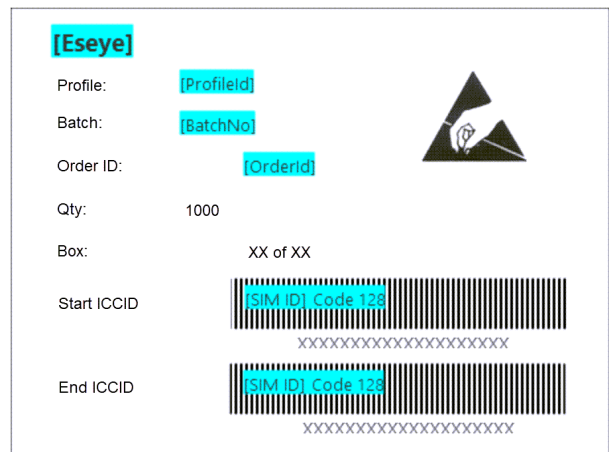 [Eseye]
Profile: [ProfileId]
Batch: [BatchNo]
Order ID: [OrderId]
Qty: 1000
Box: XX of XX
Start ICCID [SIM ID] Code 128
XXXXXXXXXXXXXXXXXXXX
End ICCID [SIM ID] Code 128
XXXXXXXXXXXXXXXXXXXX